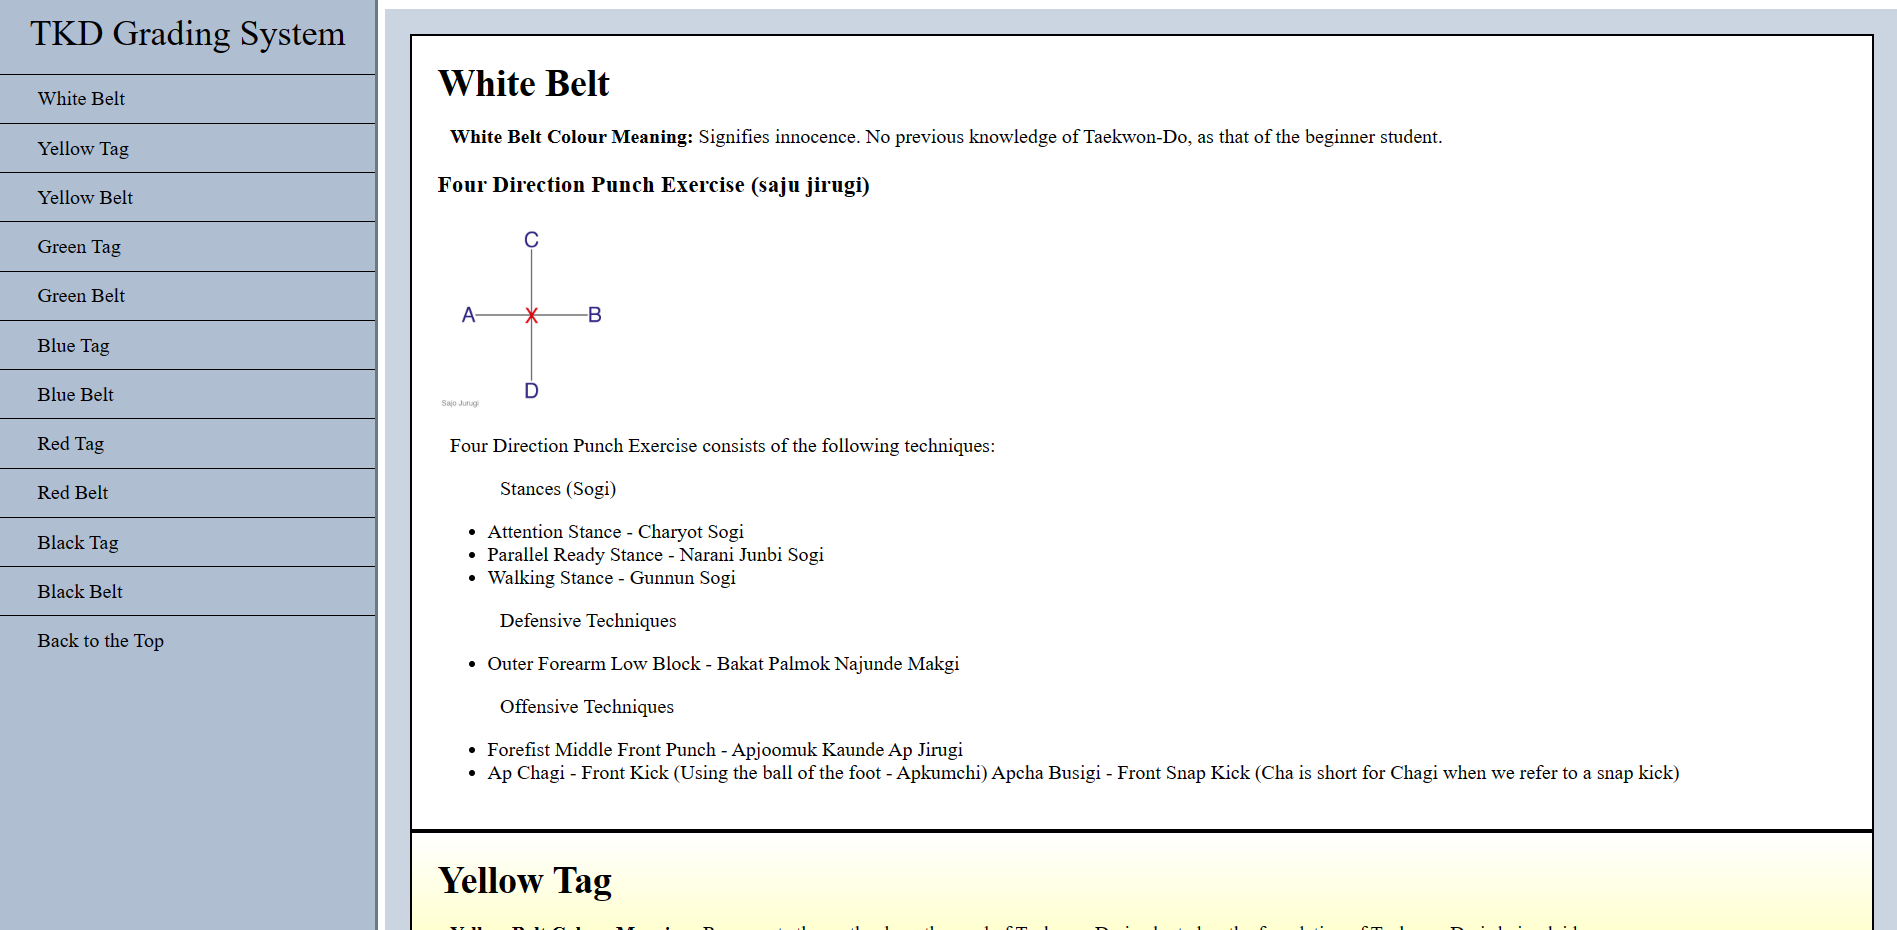 TKD Grading System
White Belt
Yellow Tag
Yellow Belt
Green Tag
Green Belt
Blue Tag
Blue Belt
Red Tag
Red Belt
Black Tag
Black Belt
Back to the Top
White Belt
White Belt Colour Meaning: Signifies innocence. No previous knowledge of Taekwon-Do, as that of the beginner student.
Four Direction Punch Exercise (saju jirugi)
C
A X B
D
Sajo Jurugi
Four Direction Punch Exercise consists of the following techniques:
Stances (Sogi)
• Attention Stance - Charyot Sogi
• Parallel Ready Stance - Narani Junbi Sogi
• Walking Stance - Gunnun Sogi
Defensive Techniques
• Outer Forearm Low Block - Bakat Palmok Najunde Makgi
Offensive Techniques
• Forefist Middle Front Punch - Apjoomuk Kaunde Ap Jirugi
• Ap Chagi - Front Kick (Using the ball of the foot - Apkumchi) Apcha Busigi - Front Snap Kick (Cha is short for Chagi when we refer to a snap kick)
Yellow Tag